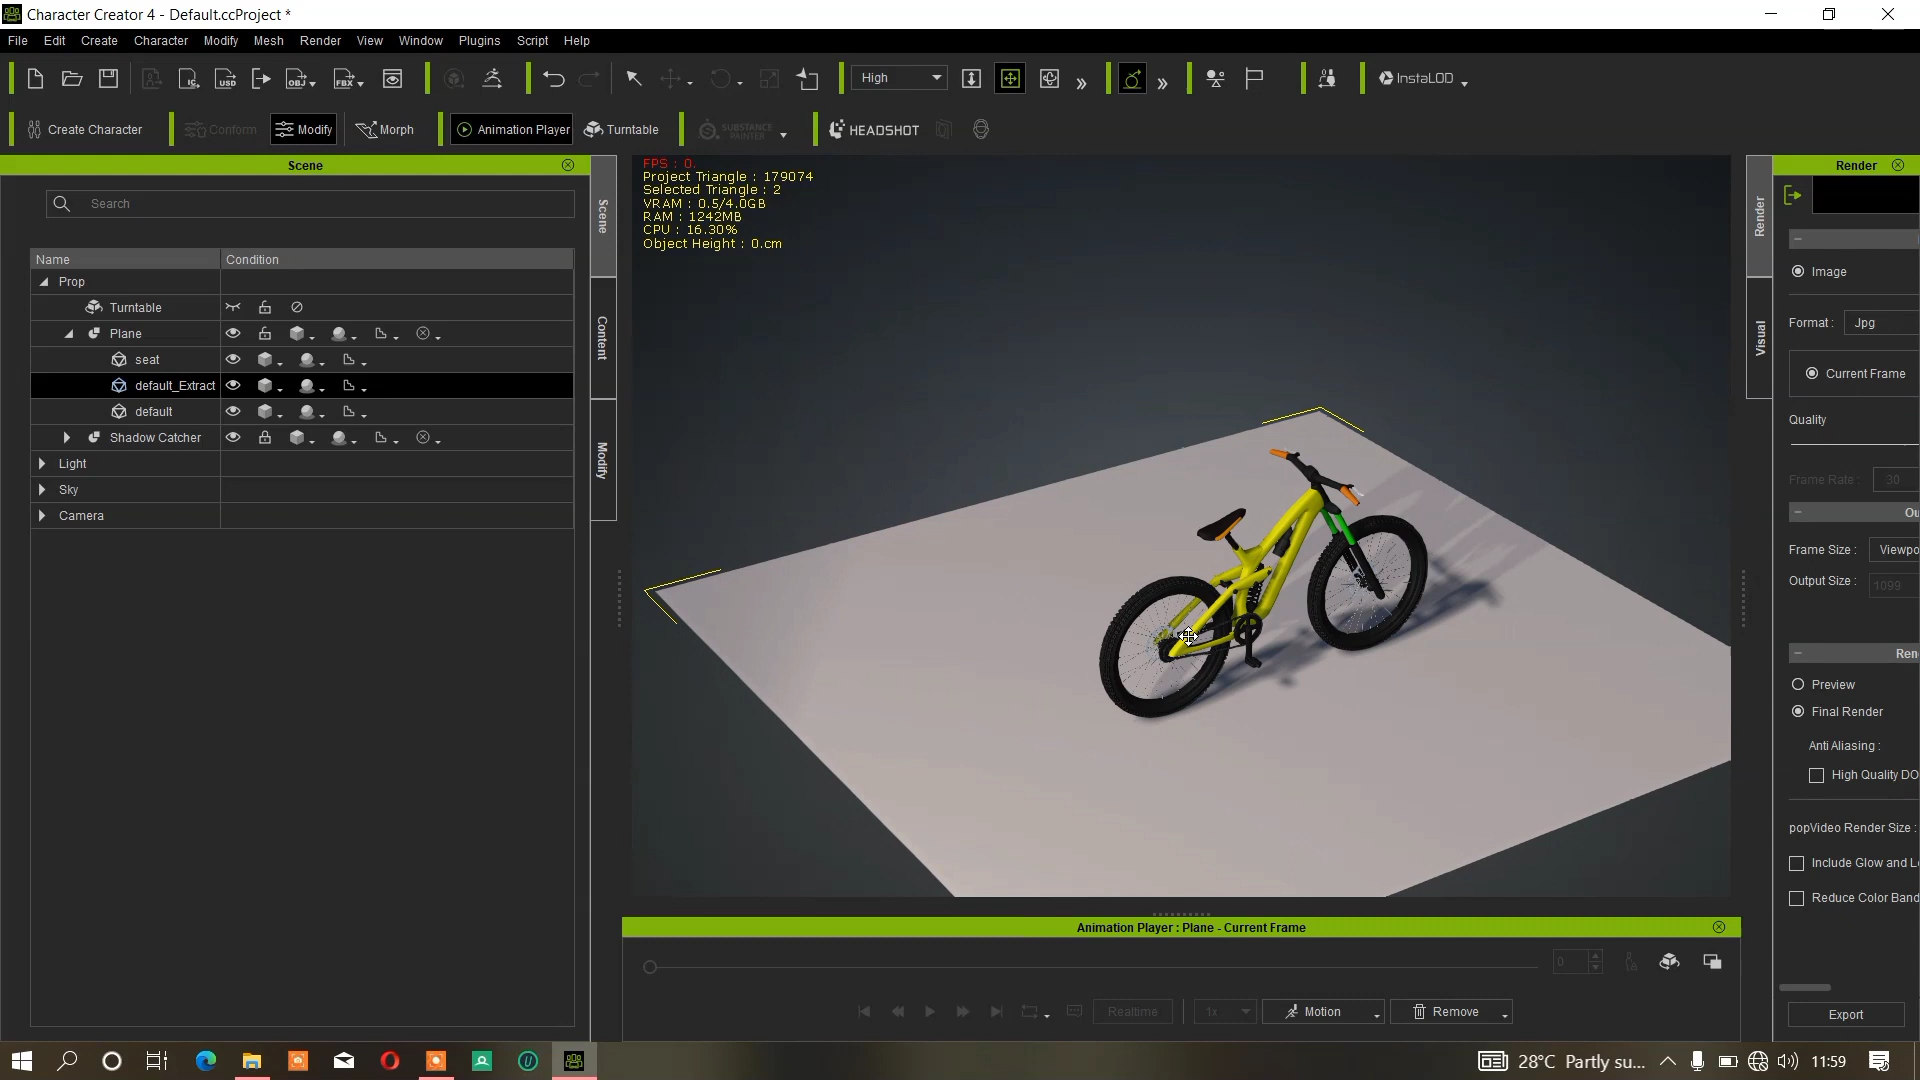 Character Creator 4 - Default.ccProject *
File Edit Create Character Modify Mesh Render View Window Plugins Script Help
High
InstaLOD
Create Character Conform Modify Morph Animation Player Turntable SUBSTANCE PAINTER HEADSHOT
Scene
Search
Name Condition
Prop
Turntable
Plane
seat
default_Extract
default
Shadow Catcher
Light
Sky
Camera
Scene
Content
Modify
FPS : 0.
Project Triangle : 179074
Selected Triangle : 2
VRAM : 0.5/4.0GB
RAM : 1242MB
CPU : 16.30%
Object Height : 0.cm
Render
Visual
Render
Image
Format : Jpg
Current Frame
Quality
Frame Rate : 30
Ou
Frame Size : Viewpo
Output Size : 1099
Ren
Preview
Final Render
Anti Aliasing :
High Quality DO
popVideo Render Size :
Include Glow and L
Reduce Color Band
Export
Animation Player : Plane - Current Frame
0
Realtime 1x Motion Remove
28°C Partly su... 11:59